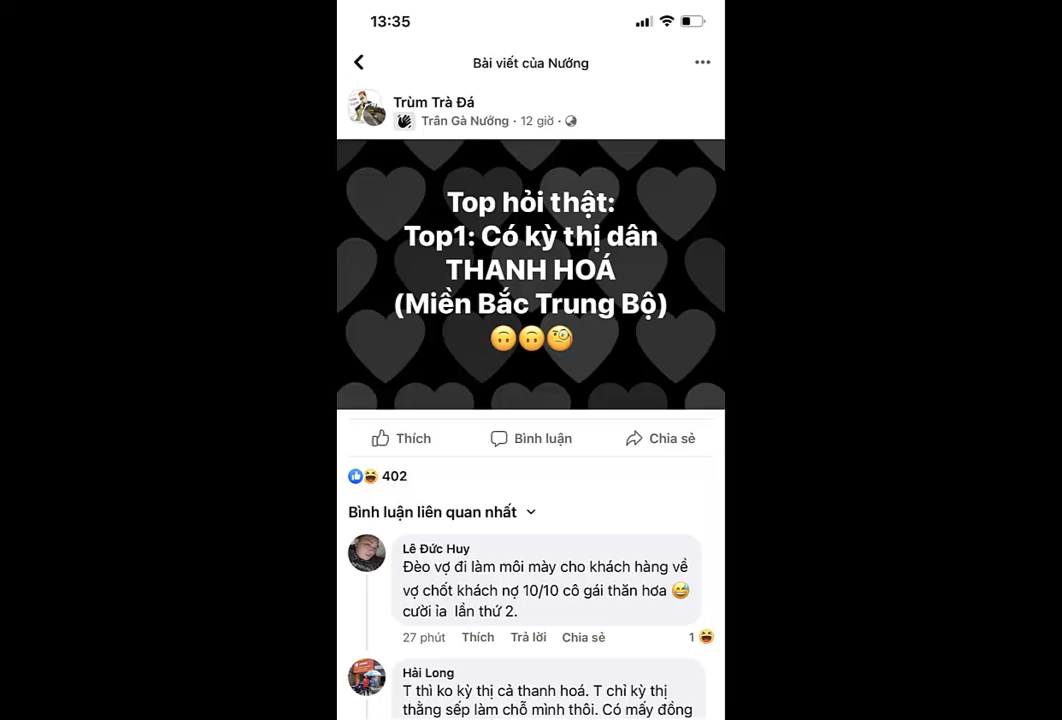 13:35
Bài viết của Nướng
Trùm Trà Đá
Trân Gà Nướng · 12 giờ ·
Top hỏi thật:
Top1: Có kỳ thị dân
THANH HOÁ
(Miền Bắc Trung Bộ)
🙃🙃🧐
Thích Bình luận Chia sẻ
402
Bình luận liên quan nhất
Lê Đức Huy
Đèo vợ đi làm môi mày cho khách hàng về
vợ chốt khách nợ 10/10 cô gái thăn hơa 😅
cười ỉa lần thứ 2.
27 phút Thích Trả lời Chia sẻ 1
Hải Long
T thì ko kỳ thị cả thanh hoá. T chỉ kỳ thị
thằng sếp làm chỗ mình thôi. Có mấy đồng